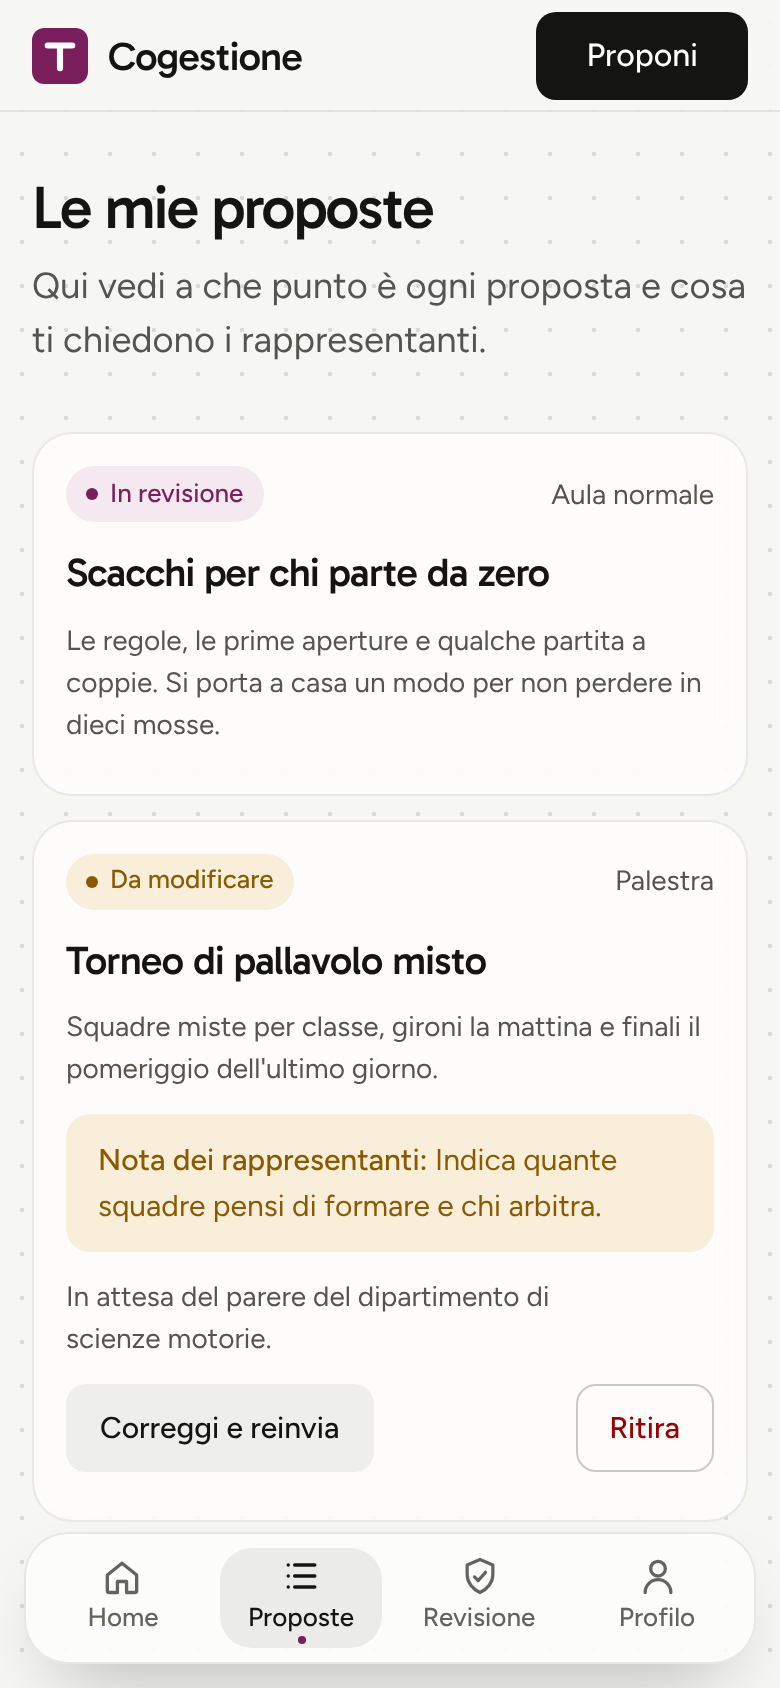 T Cogestione
Proponi
Le mie proposte
Qui vedi a che punto è ogni proposta e cosa
ti chiedono i rappresentanti.
In revisione
Aula normale
Scacchi per chi parte da zero
Le regole, le prime aperture e qualche partita a
coppie. Si porta a casa un modo per non perdere in
dieci mosse.
Da modificare
Palestra
Torneo di pallavolo misto
Squadre miste per classe, gironi la mattina e finali il
pomeriggio dell'ultimo giorno.
Nota dei rappresentanti: Indica quante
squadre pensi di formare e chi arbitra.
In attesa del parere del dipartimento di
scienze motorie.
Correggi e reinvia
Ritira
Home
Proposte
Revisione
Profilo